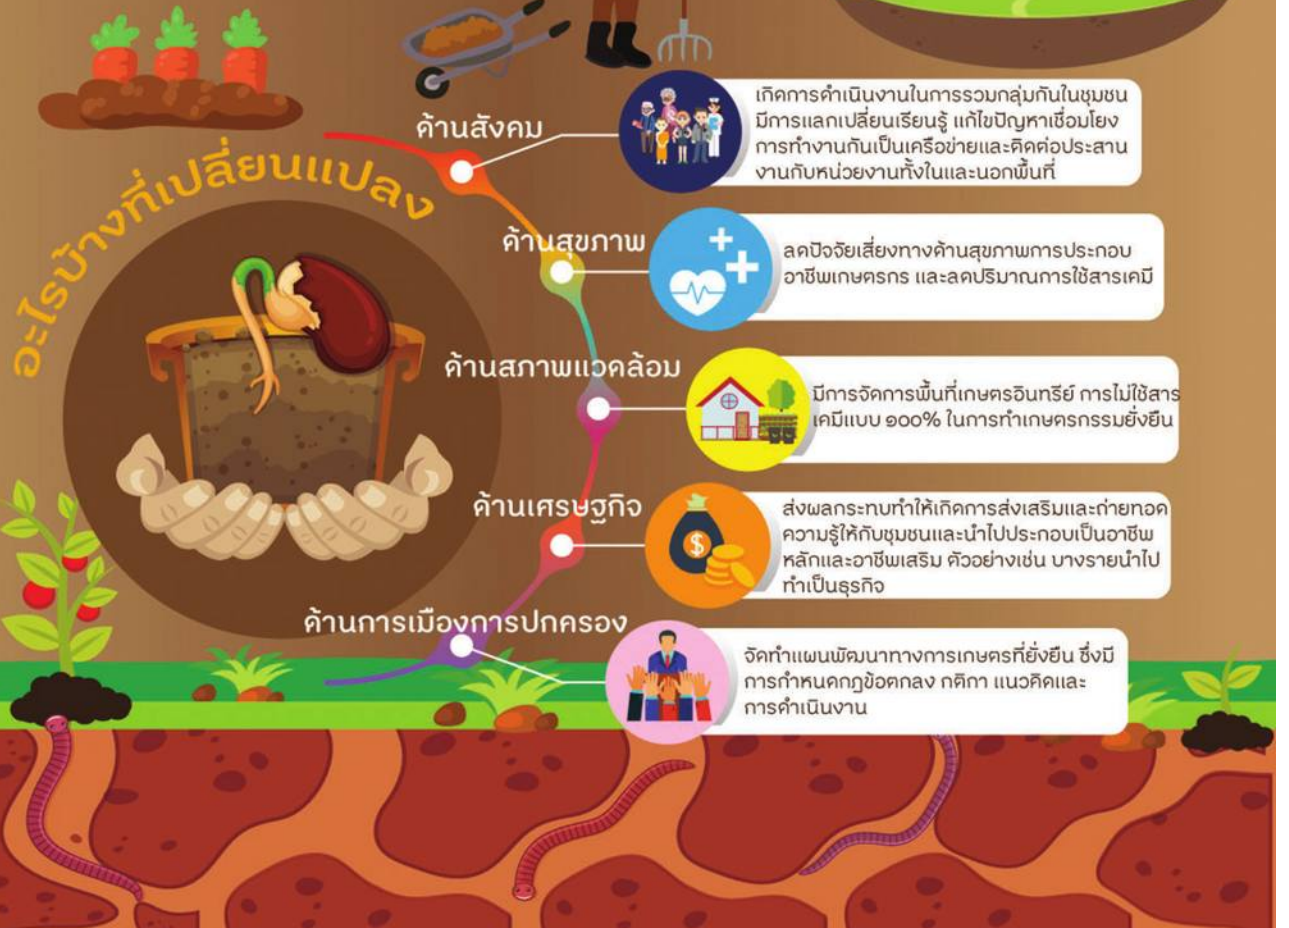 อะไรบ้างที่เปลี่ยนแปลง
ด้านสังคม
เกิดการดำเนินงานในการรวมกลุ่มกันในชุมชน
มีการแลกเปลี่ยนเรียนรู้ แก้ไขปัญหาเชื่อมโยง
การทำงานกันเป็นเครือข่ายและติดต่อประสาน
งานกับหน่วยงานทั้งในและนอกพื้นที่
ด้านสุขภาพ
ลดปัจจัยเสี่ยงทางด้านสุขภาพการประกอบ
อาชีพเกษตรกร และลดปริมาณการใช้สารเคมี
ด้านสภาพแวดล้อม
มีการจัดการพื้นที่เกษตรอินทรีย์ การไม่ใช้สาร
เคมีแบบ ๑๐๐% ในการทำเกษตรกรรมยั่งยืน
ด้านเศรษฐกิจ
ส่งผลกระทบทำให้เกิดการส่งเสริมและถ่ายทอด
ความรู้ให้กับชุมชนและนำไปประกอบเป็นอาชีพ
หลักและอาชีพเสริม ตัวอย่างเช่น บางรายนำไป
ทำเป็นธุรกิจ
ด้านการเมืองการปกครอง
จัดทำแผนพัฒนาทางการเกษตรที่ยั่งยืน ซึ่งมี
การกำหนดกฎข้อตกลง กติกา แนวคิดและ
การดำเนินงาน